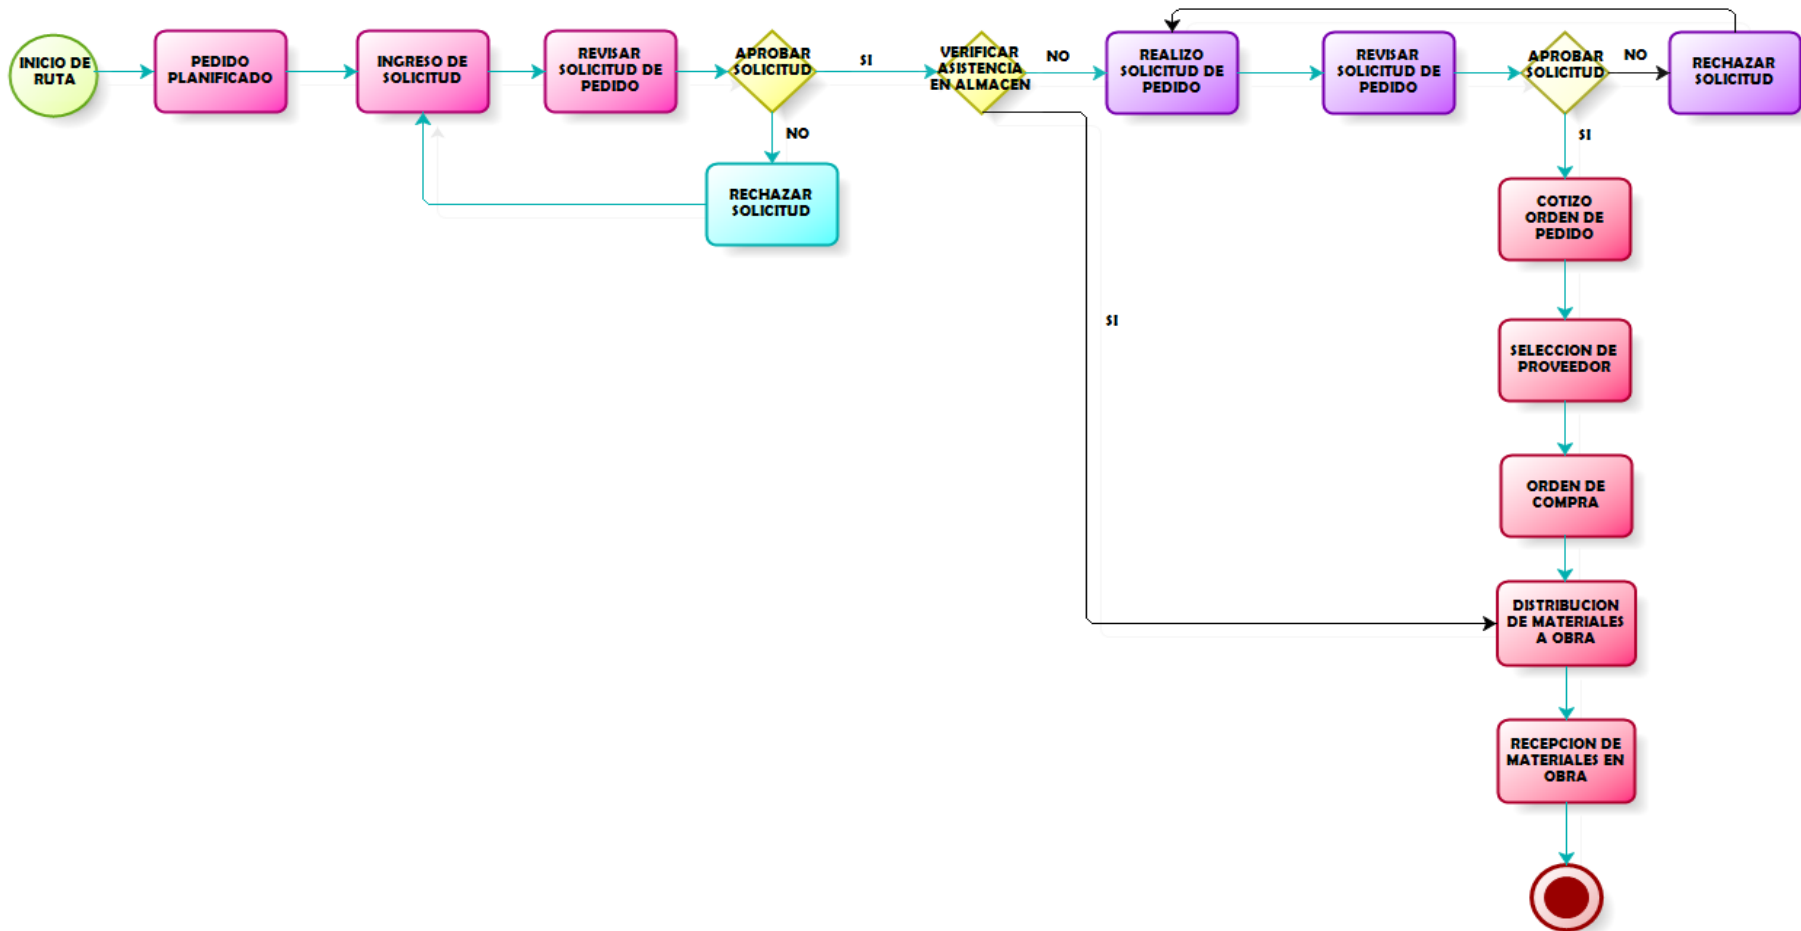 INICIO DE
RUTA
PEDIDO
PLANIFICADO
INGRESO DE
SOLICITUD
REVISAR
SOLICITUD DE
PEDIDO
APROBAR
SOLICITUD
SI
NO
RECHAZAR
SOLICITUD
VERIFICAR
ASISTENCIA
EN ALMACEN
NO
SI
REALIZO
SOLICITUD DE
PEDIDO
REVISAR
SOLICITUD DE
PEDIDO
APROBAR
SOLICITUD
NO
RECHAZAR
SOLICITUD
SI
COTIZO
ORDEN DE
PEDIDO
SELECCION DE
PROVEEDOR
ORDEN DE
COMPRA
DISTRIBUCION
DE MATERIALES
A OBRA
RECEPCION DE
MATERIALES EN
OBRA